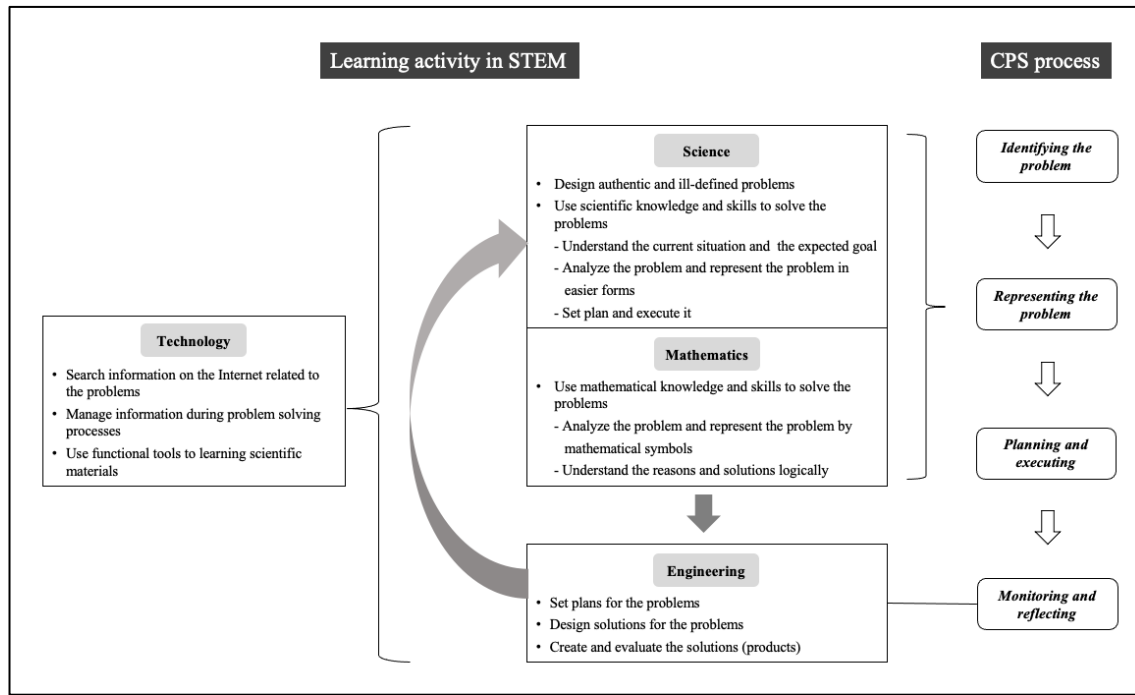 Learning activity in STEM
CPS process
Technology
• Search information on the Internet related to
the problems
• Manage information during problem solving
processes
• Use functional tools to learning scientific
materials
Science
• Design authentic and ill-defined problems
• Use scientific knowledge and skills to solve the
problems
- Understand the current situation and the expected goal
- Analyze the problem and represent the problem in
easier forms
- Set plan and execute it
Mathematics
• Use mathematical knowledge and skills to solve the
problems
- Analyze the problem and represent the problem by
mathematical symbols
- Understand the reasons and solutions logically
Engineering
• Set plans for the problems
• Design solutions for the problems
• Create and evaluate the solutions (products)
Identifying the
problem
Representing the
problem
Planning and
executing
Monitoring and
reflecting